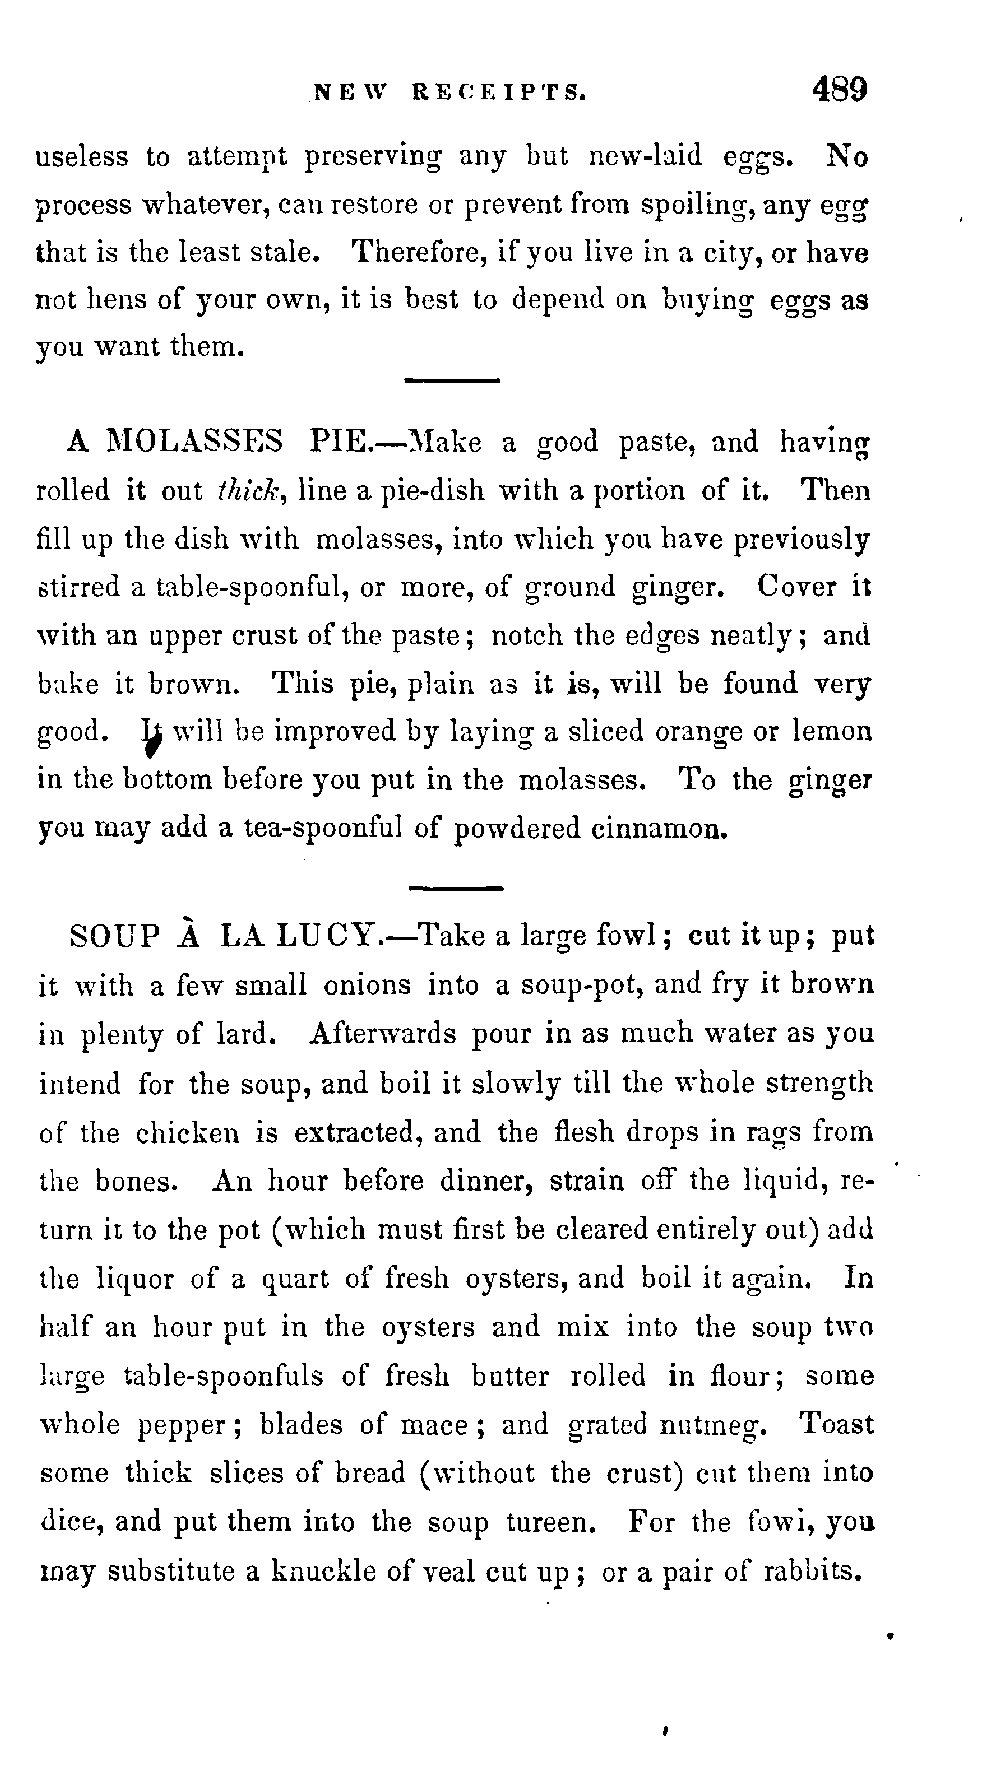 NEW RECEIPTS. 489
useless to attempt preserving any but new-laid eggs. No
process whatever, can restore or prevent from spoiling, any egg
that is the least stale. Therefore, if you live in a city, or have
not hens of your own, it is best to depend on buying eggs as
you want them.
A MOLASSES PIE.—Make a good paste, and having
rolled it out thick, line a pie-dish with a portion of it. Then
fill up the dish with molasses, into which you have previously
stirred a table-spoonful, or more, of ground ginger. Cover it
with an upper crust of the paste; notch the edges neatly; and
bake it brown. This pie, plain as it is, will be found very
good. It will be improved by laying a sliced orange or lemon
in the bottom before you put in the molasses. To the ginger
you may add a tea-spoonful of powdered cinnamon.
SOUP À LA LUCY.—Take a large fowl; cut it up; put
it with a few small onions into a soup-pot, and fry it brown
in plenty of lard. Afterwards pour in as much water as you
intend for the soup, and boil it slowly till the whole strength
of the chicken is extracted, and the flesh drops in rags from
the bones. An hour before dinner, strain off the liquid, re-
turn it to the pot (which must first be cleared entirely out) add
the liquor of a quart of fresh oysters, and boil it again. In
half an hour put in the oysters and mix into the soup two
large table-spoonfuls of fresh butter rolled in flour; some
whole pepper; blades of mace; and grated nutmeg. Toast
some thick slices of bread (without the crust) cut them into
dice, and put them into the soup tureen. For the fowl, you
may substitute a knuckle of veal cut up; or a pair of rabbits.